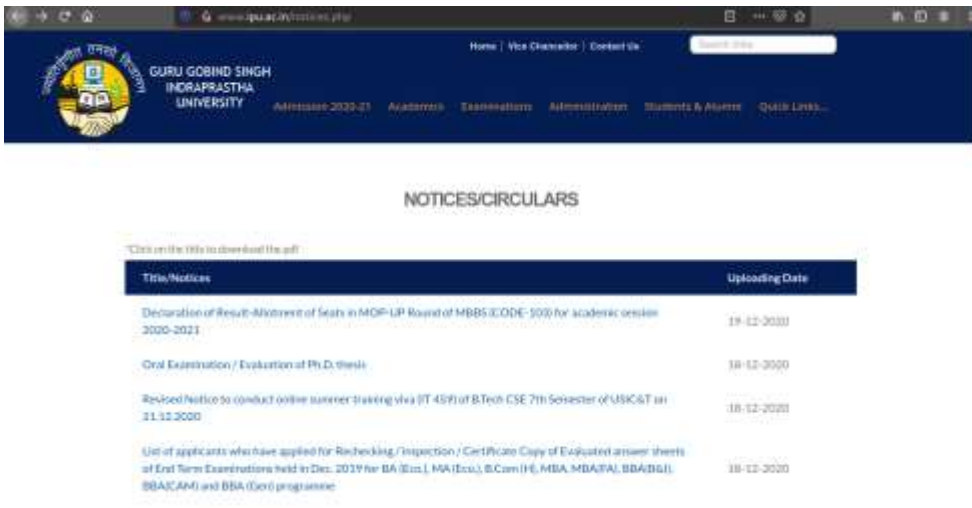 www.ipu.ac.in/notices.php
Home | Vice Chancellor | Contact Us
GURU GOBIND SINGH
INDRAPRASTHA
UNIVERSITY
Admission 2020-21 Academics Examinations Administration Students & Alumni Quick Links...
NOTICES/CIRCULARS
*Click on the title to download the pdf
Title/Notices Uploading Date
Declaration of Result-Allotment of Seats in MOP-UP Round of MBBS (CODE-103) for academic session
2020-2021
19-12-2020
Oral Examination / Evaluation of Ph.D. thesis 18-12-2020
Revised Notice to conduct online summer training viva (IT 459) of B.Tech CSE 7th Semester of USIC&T on
21.12.2020
18-12-2020
List of applicants who have applied for Rechecking / Inspection / Certificate Copy of Evaluated answer sheets
of End Term Examinations held in Dec. 2019 for BA (Eco.), MA (Eco.), B.Com (H), MBA, MBA(FA), BBA(B&I),
BBA(CAM) and BBA (Gen) programme
18-12-2020